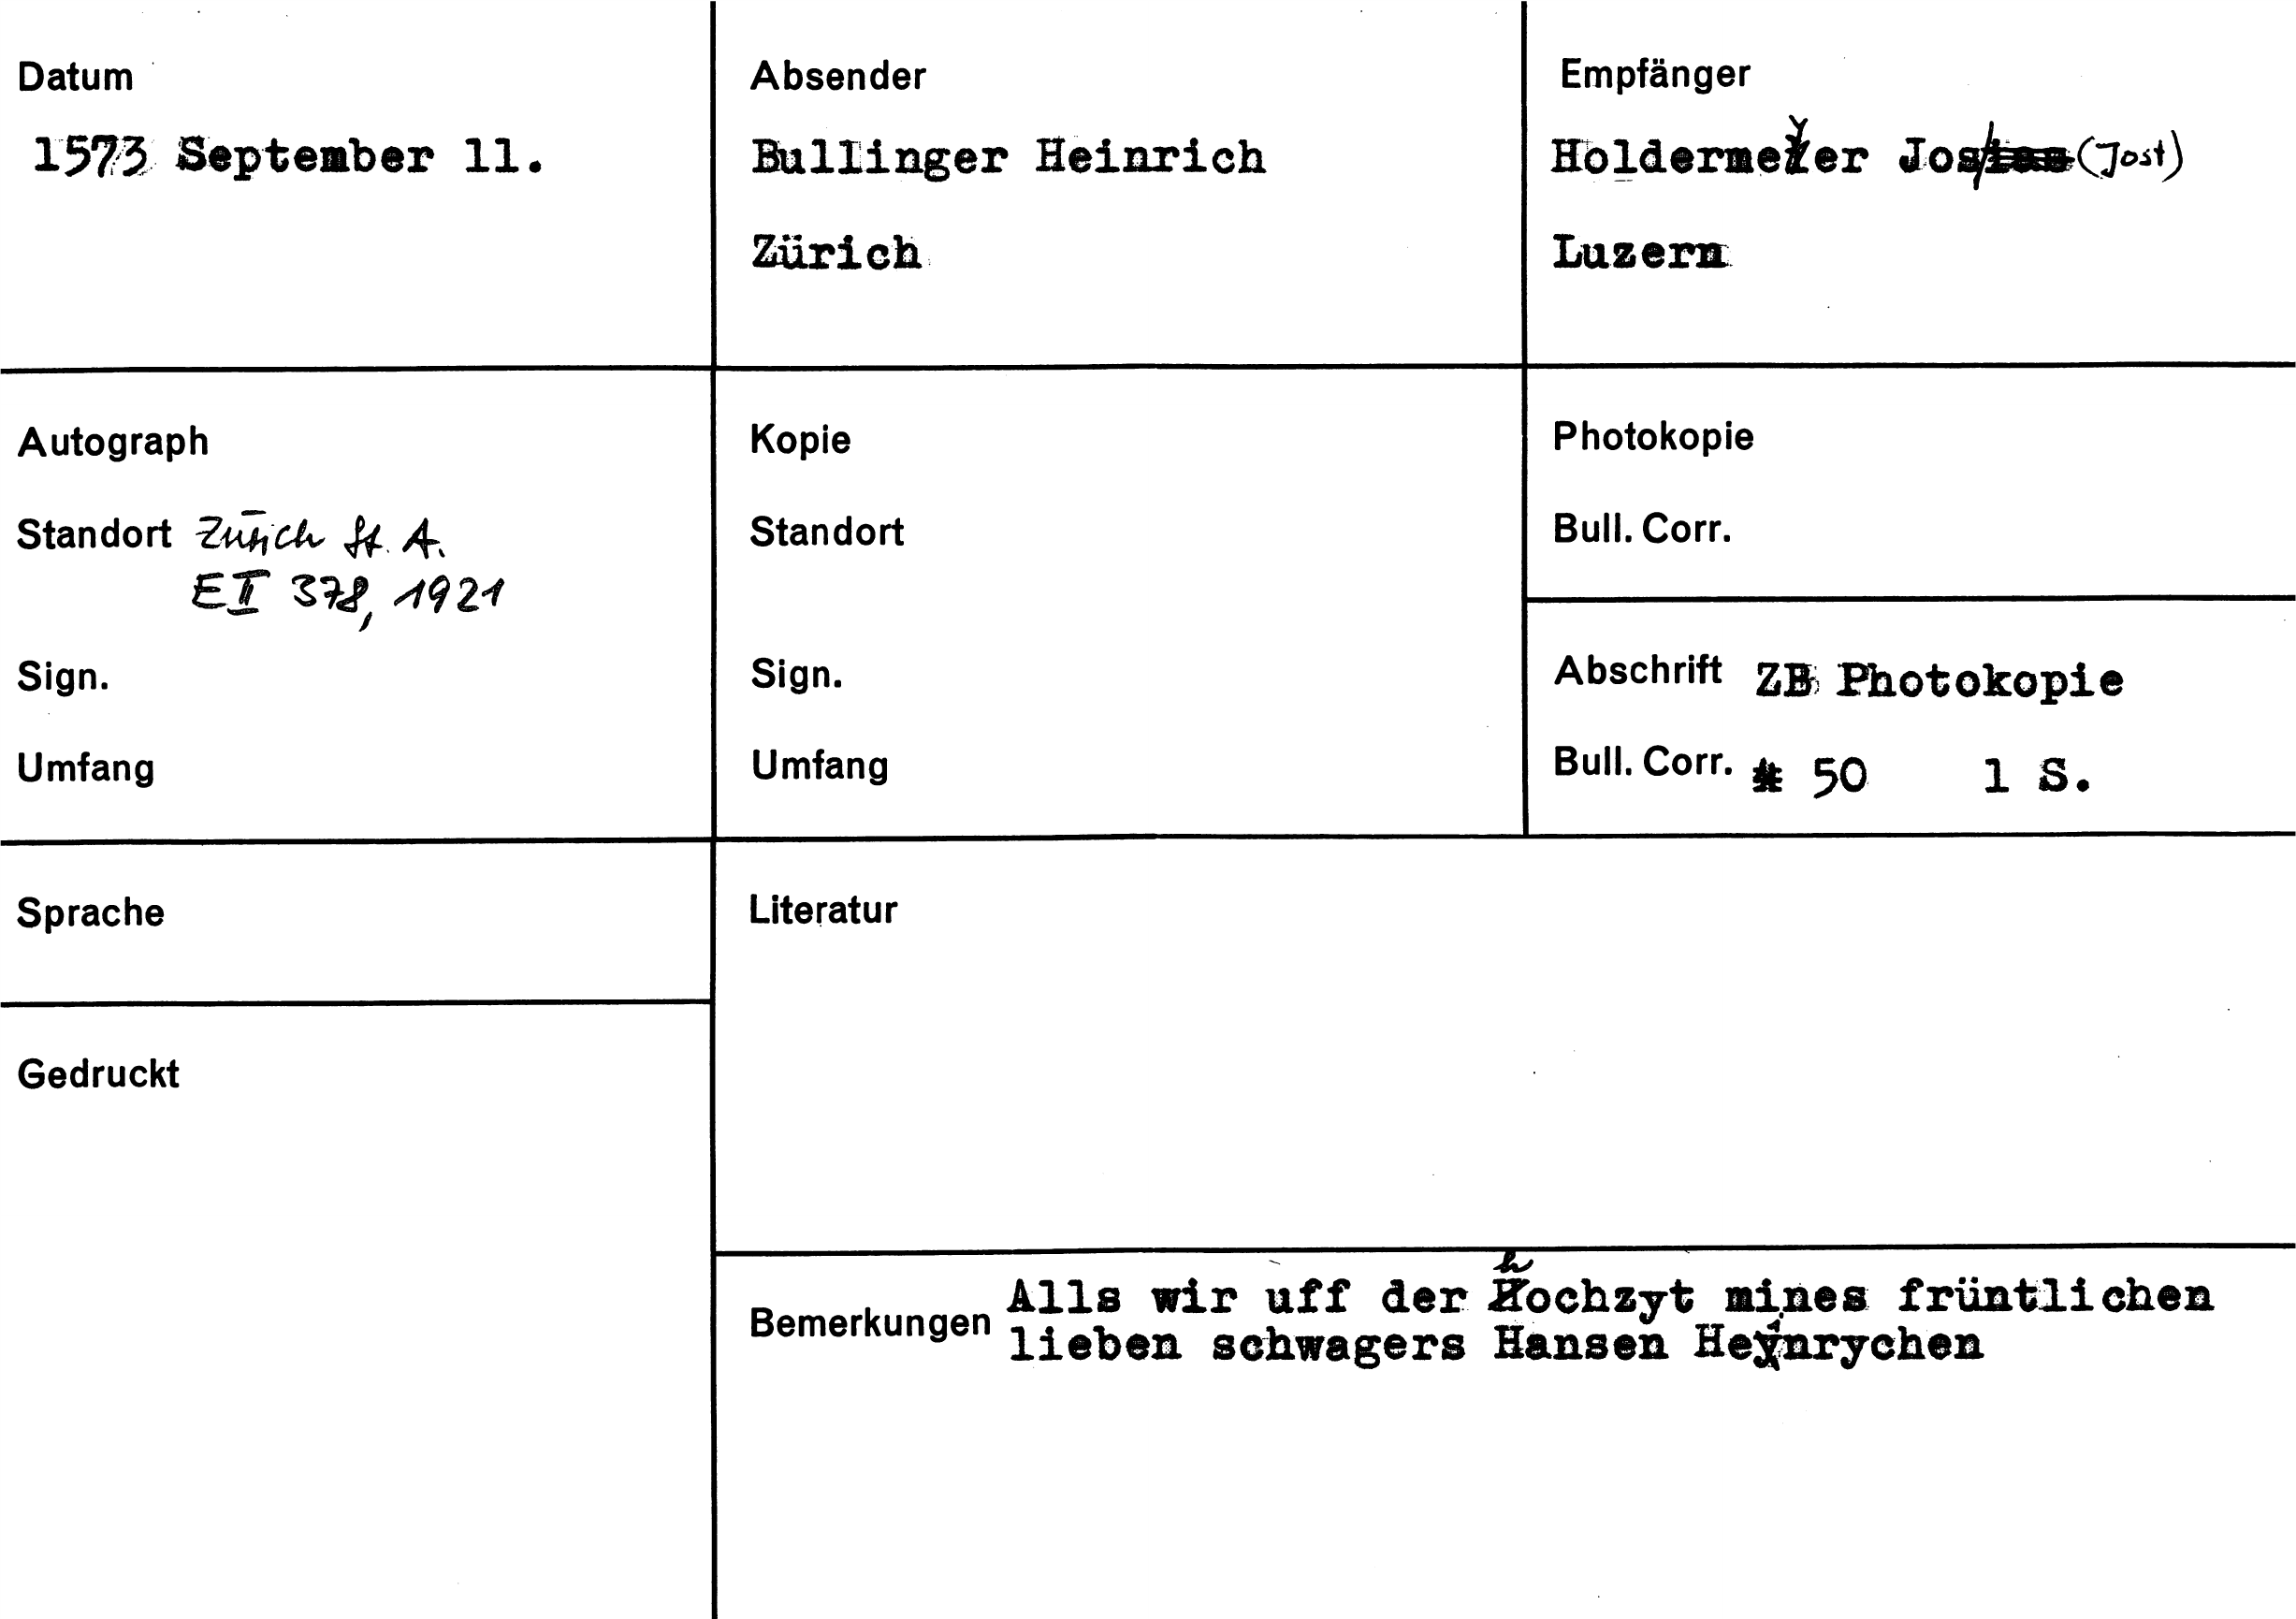 Datum
1573 September 11.
Absender
Bullinger Heinrich
Zürich
Empfänger
Holdermeyer Jos (Jost)
Luzern
Autograph
Standort Zürich St. A.
E II 378, 1921
Sign.
Umfang
Kopie
Standort
Sign.
Umfang
Photokopie
Bull. Corr.
Abschrift ZB Photokopie
Bull. Corr. 50 1 S.
Sprache
Gedruckt
Literatur
Bemerkungen
Alls wir uff der hochzyt mines früntlichen
lieben schwagers Hansen Heinrychen